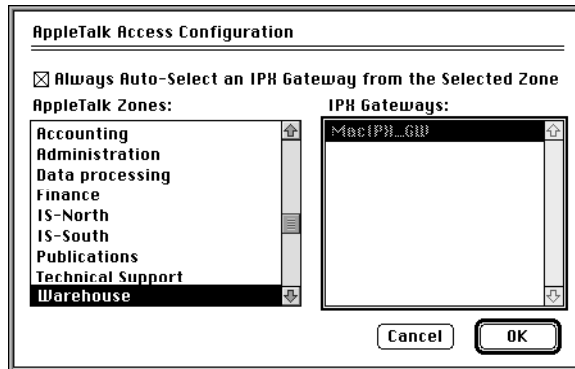 AppleTalk Access Configuration
Always Auto-Select an IPX Gateway from the Selected Zone
AppleTalk Zones:
IPX Gateways:
Accounting
Administration
Data processing
Finance
IS-North
IS-South
Publications
Technical Support
Warehouse
MacIPX_GW
Cancel
OK